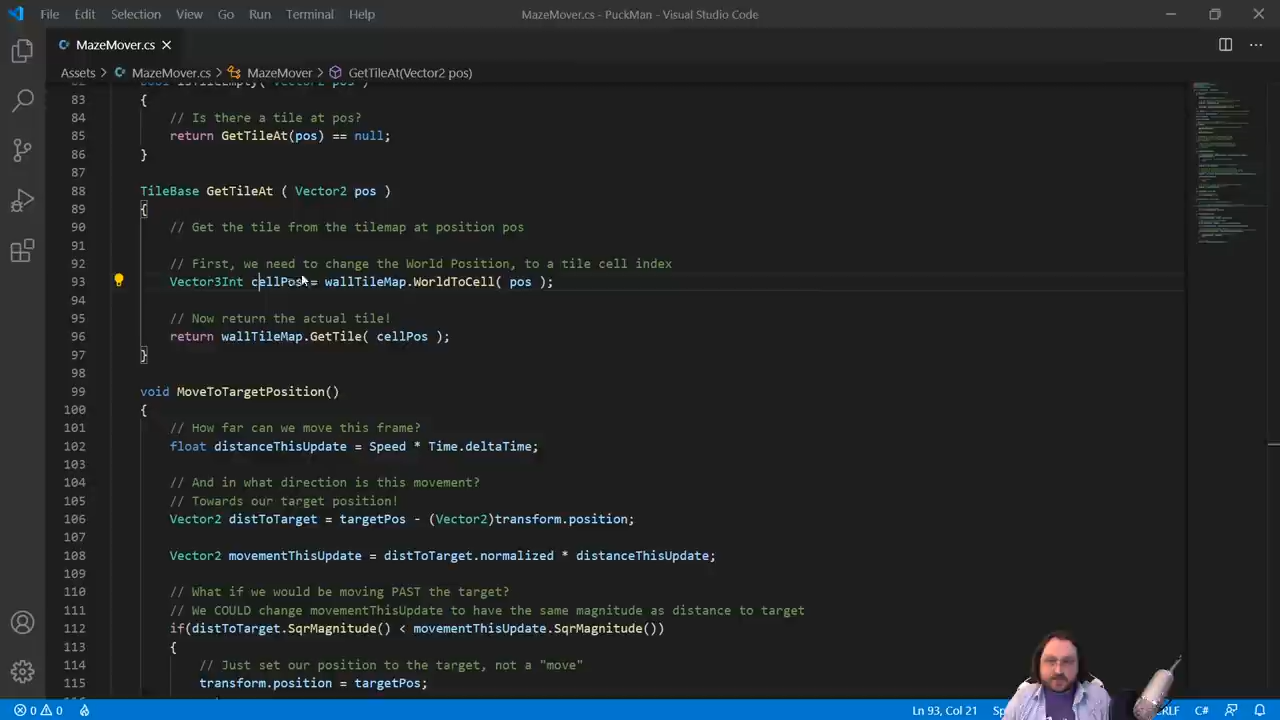 File Edit Selection View Go Run Terminal Help MazeMover.cs - PuckMan - Visual Studio Code
MazeMover.cs
Assets > MazeMover.cs > MazeMover > GetTileAt(Vector2 pos)
83 {
84 // Is there a tile at pos?
85 return GetTileAt(pos) == null;
86 }
87
88 TileBase GetTileAt ( Vector2 pos )
89 {
90 // Get the tile from the tilemap at position pos
91
92 // First, we need to change the World Position, to a tile cell index
93 Vector3Int cellPos = wallTileMap.WorldToCell( pos );
94
95 // Now return the actual tile!
96 return wallTileMap.GetTile( cellPos );
97 }
98
99 void MoveToTargetPosition()
100 {
101 // How far can we move this frame?
102 float distanceThisUpdate = Speed * Time.deltaTime;
103
104 // And in what direction is this movement?
105 // Towards our target position!
106 Vector2 distToTarget = targetPos - (Vector2)transform.position;
107
108 Vector2 movementThisUpdate = distToTarget.normalized * distanceThisUpdate;
109
110 // What if we would be moving PAST the target?
111 // We COULD change movementThisUpdate to have the same magnitude as distance to target
112 if(distToTarget.SqrMagnitude() < movementThisUpdate.SqrMagnitude())
113 {
114 // Just set our position to the target, not a "move"
115 transform.position = targetPos;
0 0 Ln 93, Col 21 C#